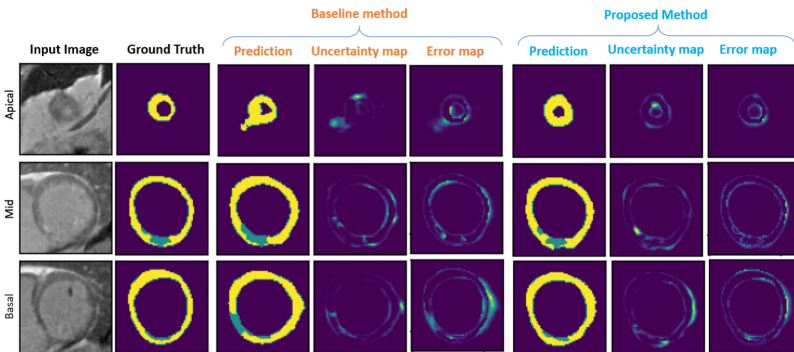 Baseline method
Proposed Method
Input Image Ground Truth Prediction Uncertainty map Error map Prediction Uncertainty map Error map
Apical
Mid
Basal